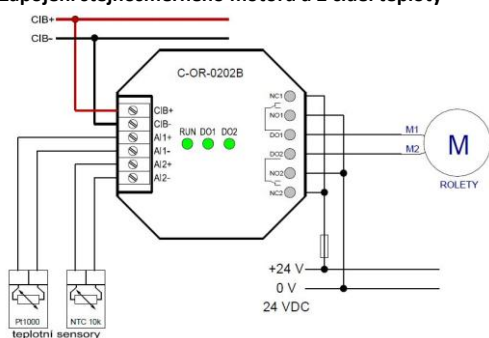 Zapojení stejnosměrného motoru a 2 čidel teploty
CIB+
CIB-
C-OR-0202B
CIB+
CIB-
AI1+
AI1-
AI2+
AI2-
RUN DO1 DO2
NC1
NO1
DO1
DO2
NO2
NC2
M1
M2
M
ROLETY
+24 V
0 V
24 VDC
Pt1000
NTC 10k
teplotní sensory